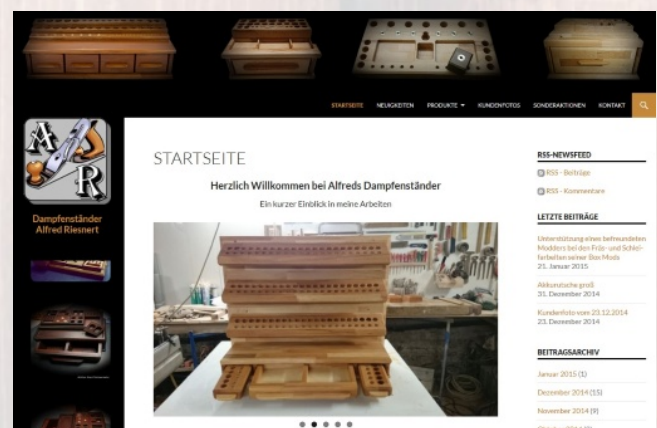 STARTSEITE NEUIGKEITEN PRODUKTE KUNDENFOTOS SONDERAKTIONEN KONTAKT
A
R
Dampfenständer
Alfred Riesnert
STARTSEITE
Herzlich Willkommen bei Alfreds Dampfenständer
Ein kurzer Einblick in meine Arbeiten
RSS-NEWSFEED
RSS - Beiträge
RSS - Kommentare
LETZTE BEITRÄGE
Unterstützung eines befreundeten
Modders bei den Fräs- und Schlei-
farbeiten seiner Box Mods
21. Januar 2015
Akkurutsche groß
31. Dezember 2014
Kundenfoto vom 23.12.2014
23. Dezember 2014
BEITRAGSARCHIV
Januar 2015 (1)
Dezember 2014 (15)
November 2014 (9)